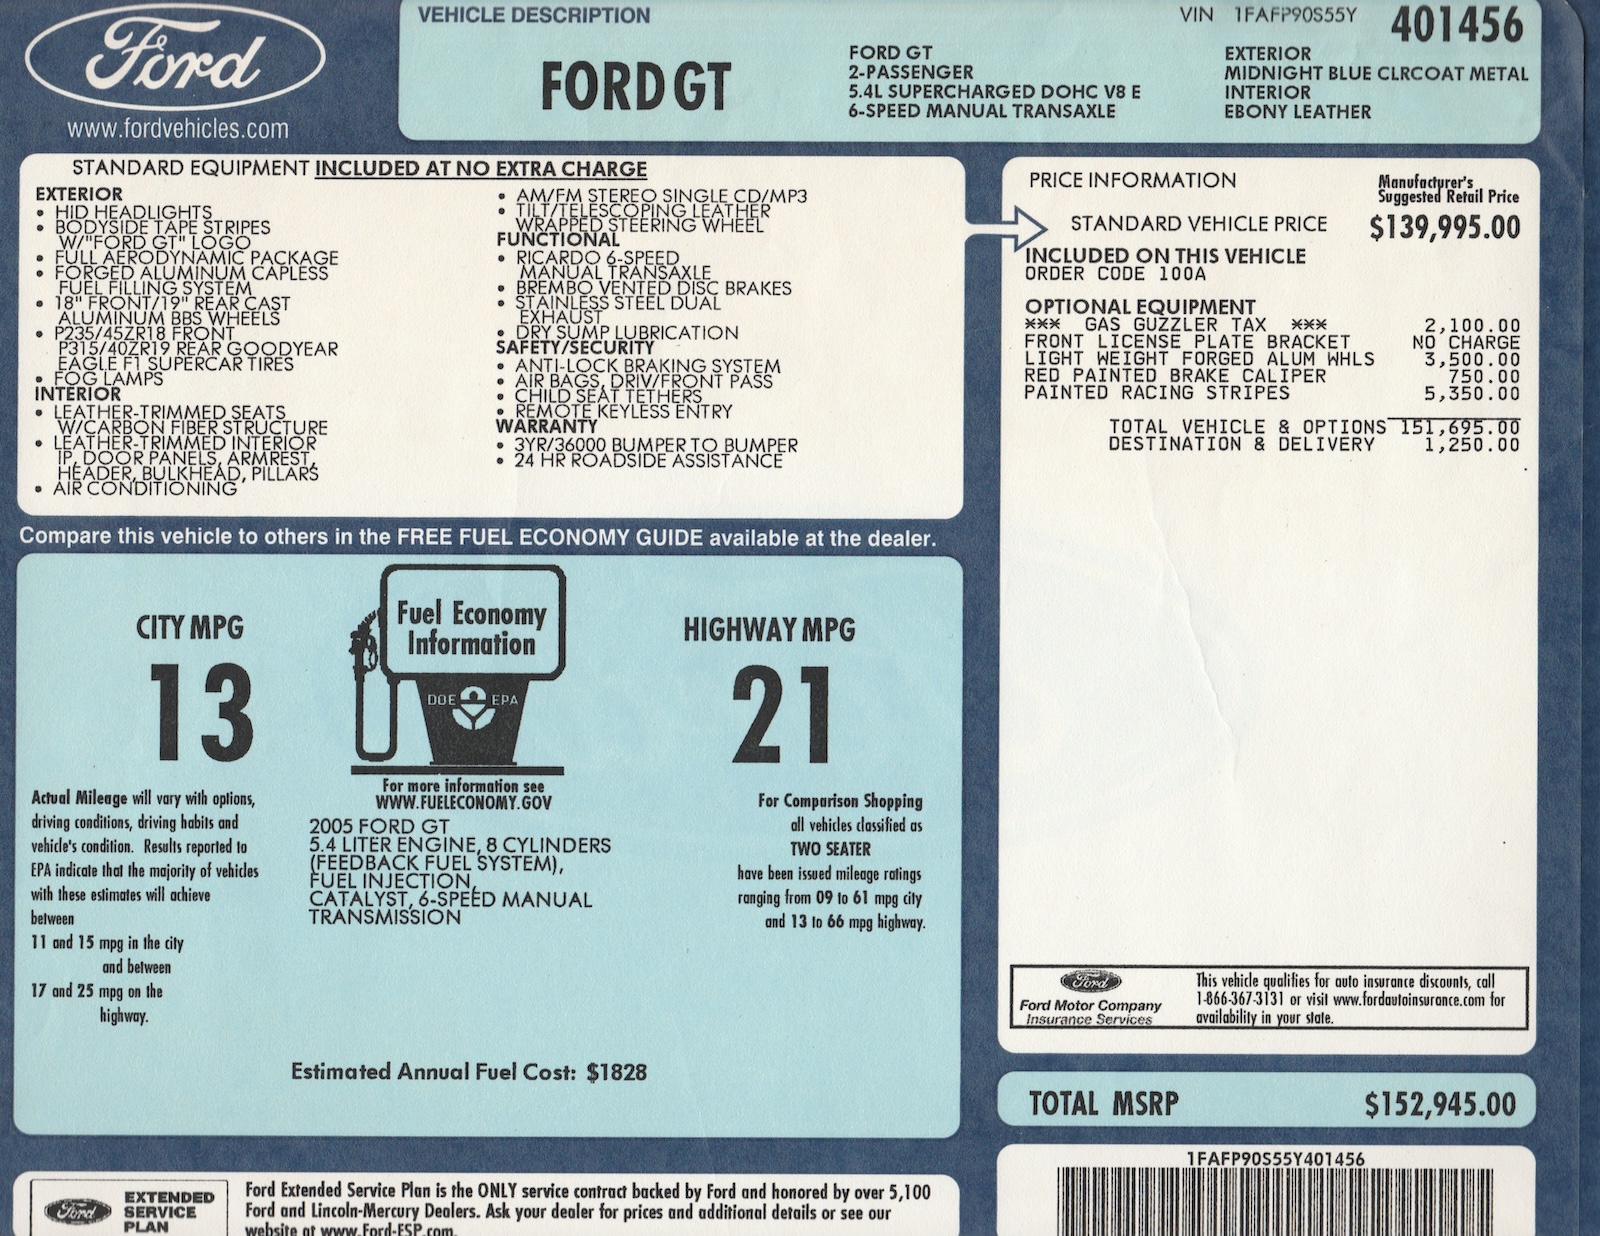 Ford
www.fordvehicles.com
VEHICLE DESCRIPTION
FORD GT
FORD GT
2-PASSENGER
5.4L SUPERCHARGED DOHC V8 E
6-SPEED MANUAL TRANSAXLE
VIN 1FAFP90S55Y 401456
EXTERIOR
MIDNIGHT BLUE CLRCOAT METAL
INTERIOR
EBONY LEATHER
STANDARD EQUIPMENT INCLUDED AT NO EXTRA CHARGE
EXTERIOR
• HID HEADLIGHTS
• BODYSIDE TAPE STRIPES
W/"FORD GT" LOGO
• FULL AERODYNAMIC PACKAGE
• FORGED ALUMINUM CAPLESS
FUEL FILLING SYSTEM
• 18" FRONT/19" REAR CAST
ALUMINUM BBS WHEELS
• P235/45ZR18 FRONT
P315/40ZR19 REAR GOODYEAR
EAGLE F1 SUPERCAR TIRES
• FOG LAMPS
INTERIOR
• LEATHER-TRIMMED SEATS
W/CARBON FIBER STRUCTURE
• LEATHER-TRIMMED INTERIOR
IP, DOOR PANELS, ARMREST,
HEADER, BULKHEAD, PILLARS
• AIR CONDITIONING
• AM/FM STEREO SINGLE CD/MP3
• TILT/TELESCOPING LEATHER
WRAPPED STEERING WHEEL
FUNCTIONAL
• RICARDO 6-SPEED
MANUAL TRANSAXLE
• BREMBO VENTED DISC BRAKES
• STAINLESS STEEL DUAL
EXHAUST
• DRY SUMP LUBRICATION
SAFETY/SECURITY
• ANTI-LOCK BRAKING SYSTEM
• AIR BAGS, DRIV/FRONT PASS
• CHILD SEAT TETHERS
• REMOTE KEYLESS ENTRY
WARRANTY
• 3YR/36000 BUMPER TO BUMPER
• 24 HR ROADSIDE ASSISTANCE
PRICE INFORMATION
Manufacturer's
Suggested Retail Price
STANDARD VEHICLE PRICE $139,995.00
INCLUDED ON THIS VEHICLE
ORDER CODE 100A
OPTIONAL EQUIPMENT
*** GAS GUZZLER TAX *** 2,100.00
FRONT LICENSE PLATE BRACKET NO CHARGE
LIGHT WEIGHT FORGED ALUM WHLS 3,500.00
RED PAINTED BRAKE CALIPER 750.00
PAINTED RACING STRIPES 5,350.00
TOTAL VEHICLE & OPTIONS 151,695.00
DESTINATION & DELIVERY 1,250.00
Compare this vehicle to others in the FREE FUEL ECONOMY GUIDE available at the dealer.
CITY MPG
13
Fuel Economy
Information
DOE EPA
HIGHWAY MPG
21
Actual Mileage will vary with options,
driving conditions, driving habits and
vehicle's condition. Results reported to
EPA indicate that the majority of vehicles
with these estimates will achieve
between
11 and 15 mpg in the city
and between
17 and 25 mpg on the
highway.
For more information see
WWW.FUELECONOMY.GOV
2005 FORD GT
5.4 LITER ENGINE, 8 CYLINDERS
(FEEDBACK FUEL SYSTEM),
FUEL INJECTION,
CATALYST, 6-SPEED MANUAL
TRANSMISSION
For Comparison Shopping
all vehicles classified as
TWO SEATER
have been issued mileage ratings
ranging from 09 to 61 mpg city
and 13 to 66 mpg highway.
Estimated Annual Fuel Cost: $1828
Ford
Ford Motor Company
Insurance Services
This vehicle qualifies for auto insurance discounts, call
1-866-367-3131 or visit www.fordautoinsurance.com for
availability in your state.
TOTAL MSRP $152,945.00
1FAFP90S55Y401456
Ford
EXTENDED
SERVICE
PLAN
Ford Extended Service Plan is the ONLY service contract backed by Ford and honored by over 5,100
Ford and Lincoln-Mercury Dealers. Ask your dealer for prices and additional details or see our
website at www.Ford-ESP.com.